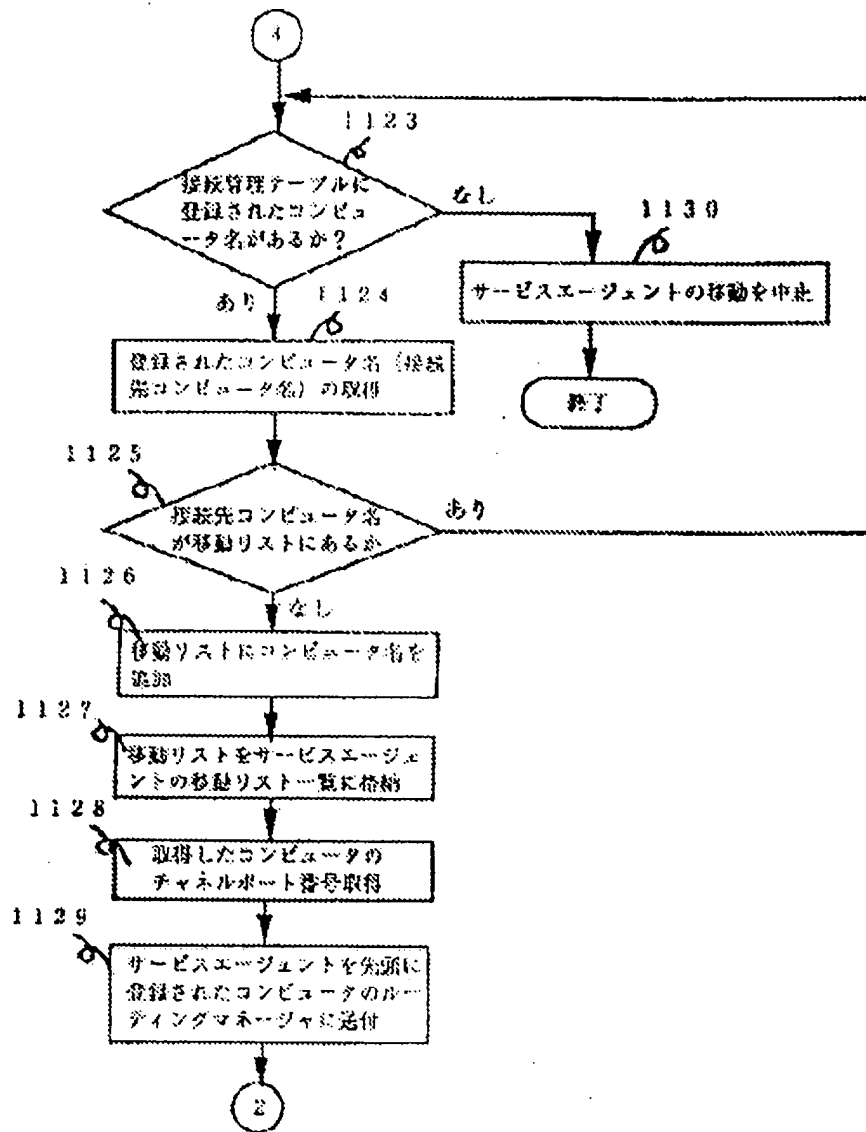 1123
接続管理テーブルに
登録されたコンピュ
ータ名があるか？
なし
1130
サービスエージェントの移動を中止
終了
あり
1124
登録されたコンピュータ名（接続
先コンピュータ名）の取得
1125
接続先コンピュータ名
が移動リストにあるか
あり
1126
なし
移動リストにコンピュータ名を
追加
1127
移動リストをサービスエージェ
ントの移動リスト一覧に格納
1128
取得したコンピュータの
チャネルポート番号取得
1129
サービスエージェントを先頭に
登録されたコンピュータのルー
ティングマネージャに送付
2